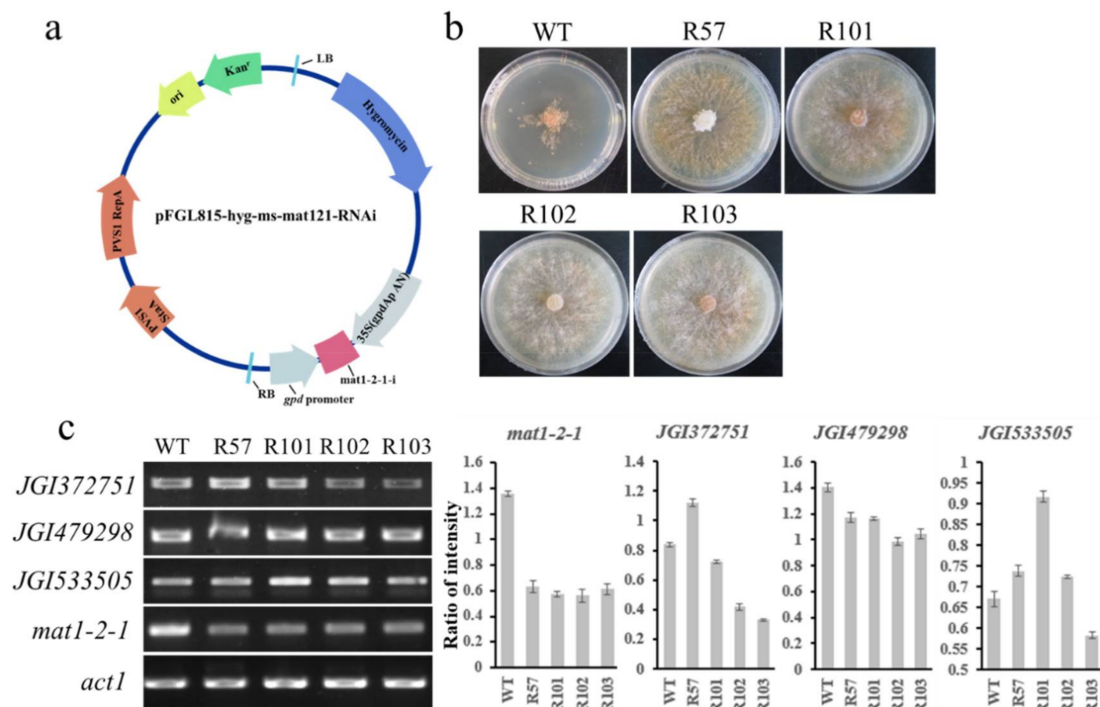 a
LB
Kanʳ
ori
Hygromycin
PVS1 RepA
pFGL815-hyg-ms-mat121-RNAi
PVS1
StaA
35S(gpdAp AN)
mat1-2-1-i
RB
gpd promoter
b
WT R57 R101
R102 R103
c
WT R57 R101 R102 R103
JGI372751
JGI479298
JGI533505
mat1-2-1
act1
Ratio of intensity
mat1-2-1
1.6
1.4
1.2
1
0.8
0.6
0.4
0.2
0
WT R57 R101 R102 R103
JGI372751
1.4
1.2
1
0.8
0.6
0.4
0.2
0
WT R57 R101 R102 R103
JGI479298
1.6
1.4
1.2
1
0.8
0.6
0.4
0.2
0
WT R57 R101 R102 R103
JGI533505
1
0.95
0.9
0.85
0.8
0.75
0.7
0.65
0.6
0.55
0.5
WT R57 R101 R102 R103